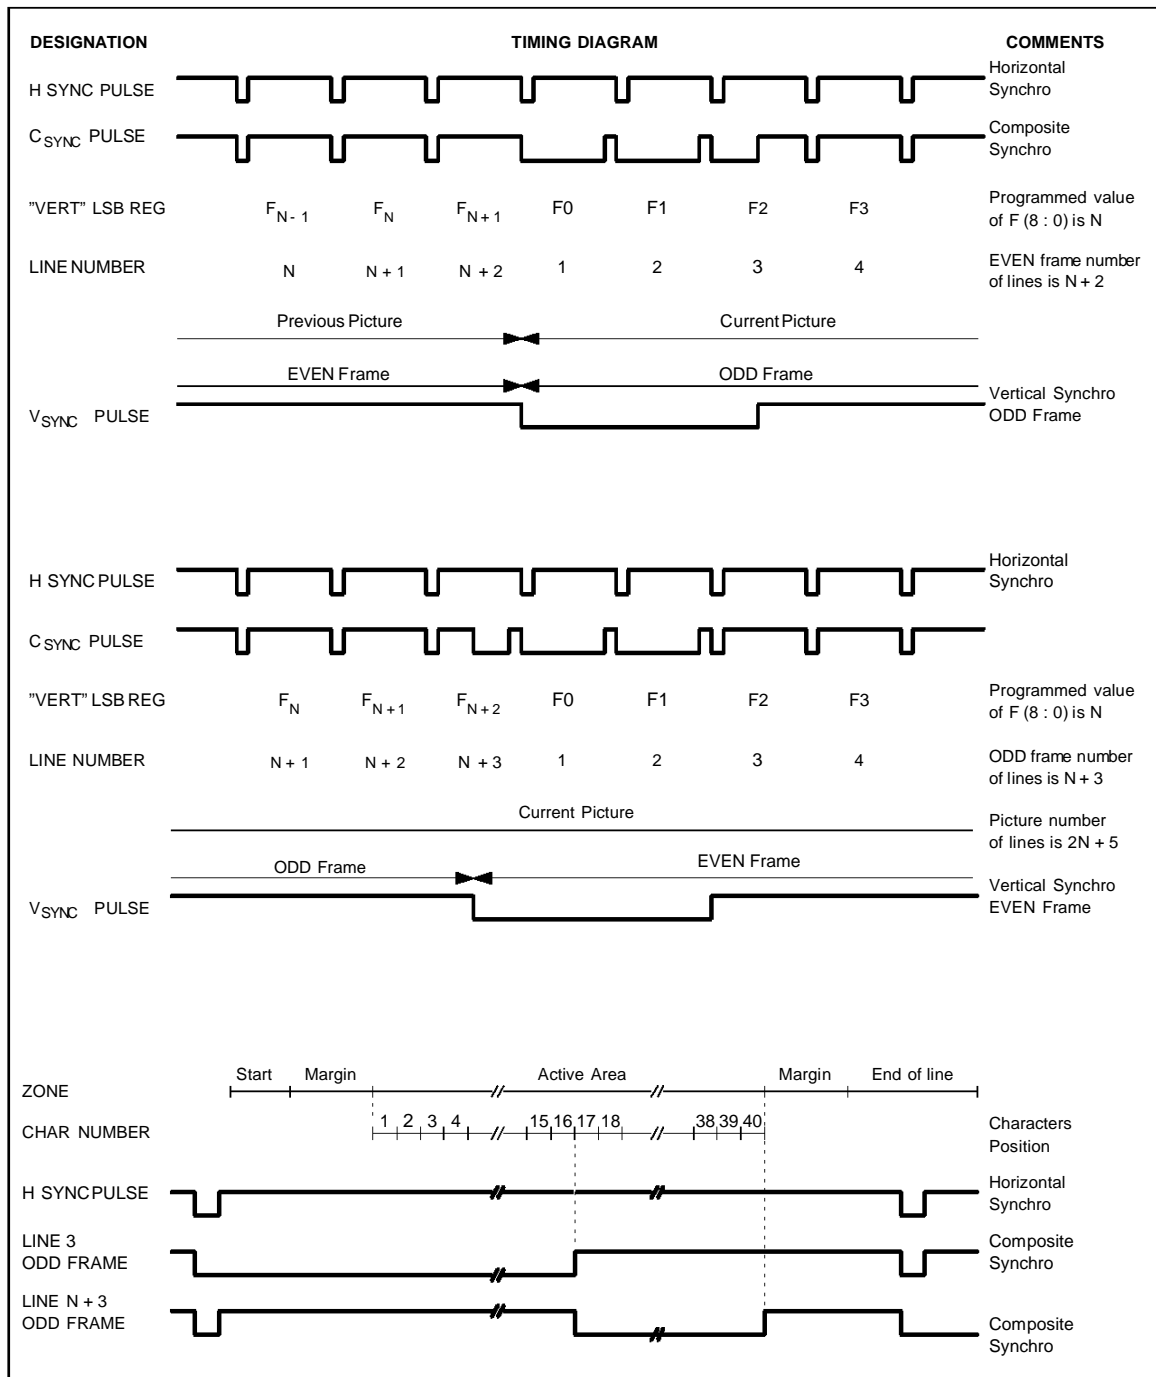 DESIGNATION TIMING DIAGRAM COMMENTS
H SYNC PULSE Horizontal
Synchro
CSYNC PULSE Composite
Synchro
"VERT" LSB REG FN - 1 FN FN + 1 F0 F1 F2 F3 Programmed value
of F (8 : 0) is N
LINE NUMBER N N + 1 N + 2 1 2 3 4 EVEN frame number
of lines is N + 2
Previous Picture Current Picture
EVEN Frame ODD Frame
VSYNC PULSE Vertical Synchro
ODD Frame
H SYNC PULSE Horizontal
Synchro
CSYNC PULSE
"VERT" LSB REG FN FN + 1 FN + 2 F0 F1 F2 F3 Programmed value
of F (8 : 0) is N
LINE NUMBER N + 1 N + 2 N + 3 1 2 3 4 ODD frame number
of lines is N + 3
Current Picture
Picture number
of lines is 2N + 5
ODD Frame EVEN Frame
VSYNC PULSE Vertical Synchro
EVEN Frame
ZONE Start Margin Active Area Margin End of line
CHAR NUMBER 1 2 3 4 15 16 17 18 38 39 40 Characters
Position
H SYNC PULSE Horizontal
Synchro
LINE 3
ODD FRAME
Composite
Synchro
LINE N + 3
ODD FRAME
Composite
Synchro